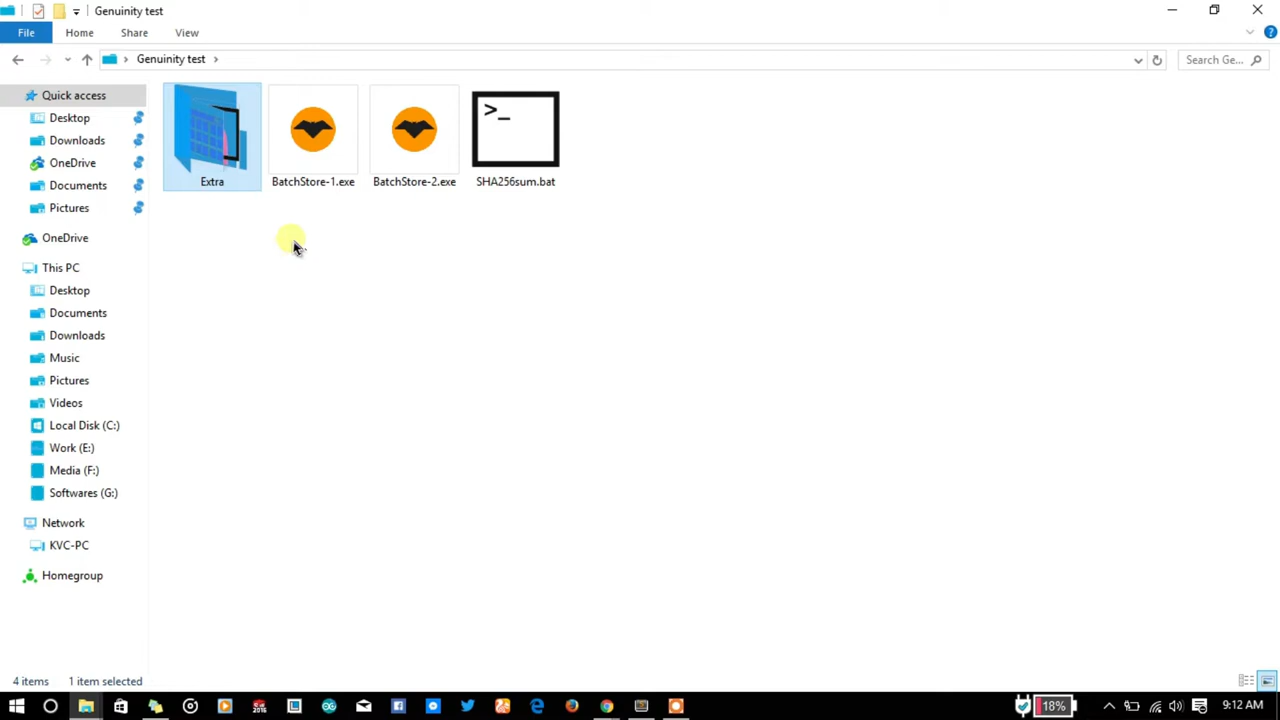 Genuinity test
File Home Share View
Genuinity test
Search Ge...
Quick access
Desktop
Downloads
OneDrive
Documents
Pictures
OneDrive
This PC
Desktop
Documents
Downloads
Music
Pictures
Videos
Local Disk (C:)
Work (E:)
Media (F:)
Softwares (G:)
Network
KVC-PC
Homegroup
>_
Extra
BatchStore-1.exe
BatchStore-2.exe
SHA256sum.bat
4 items 1 item selected
18%
9:12 AM